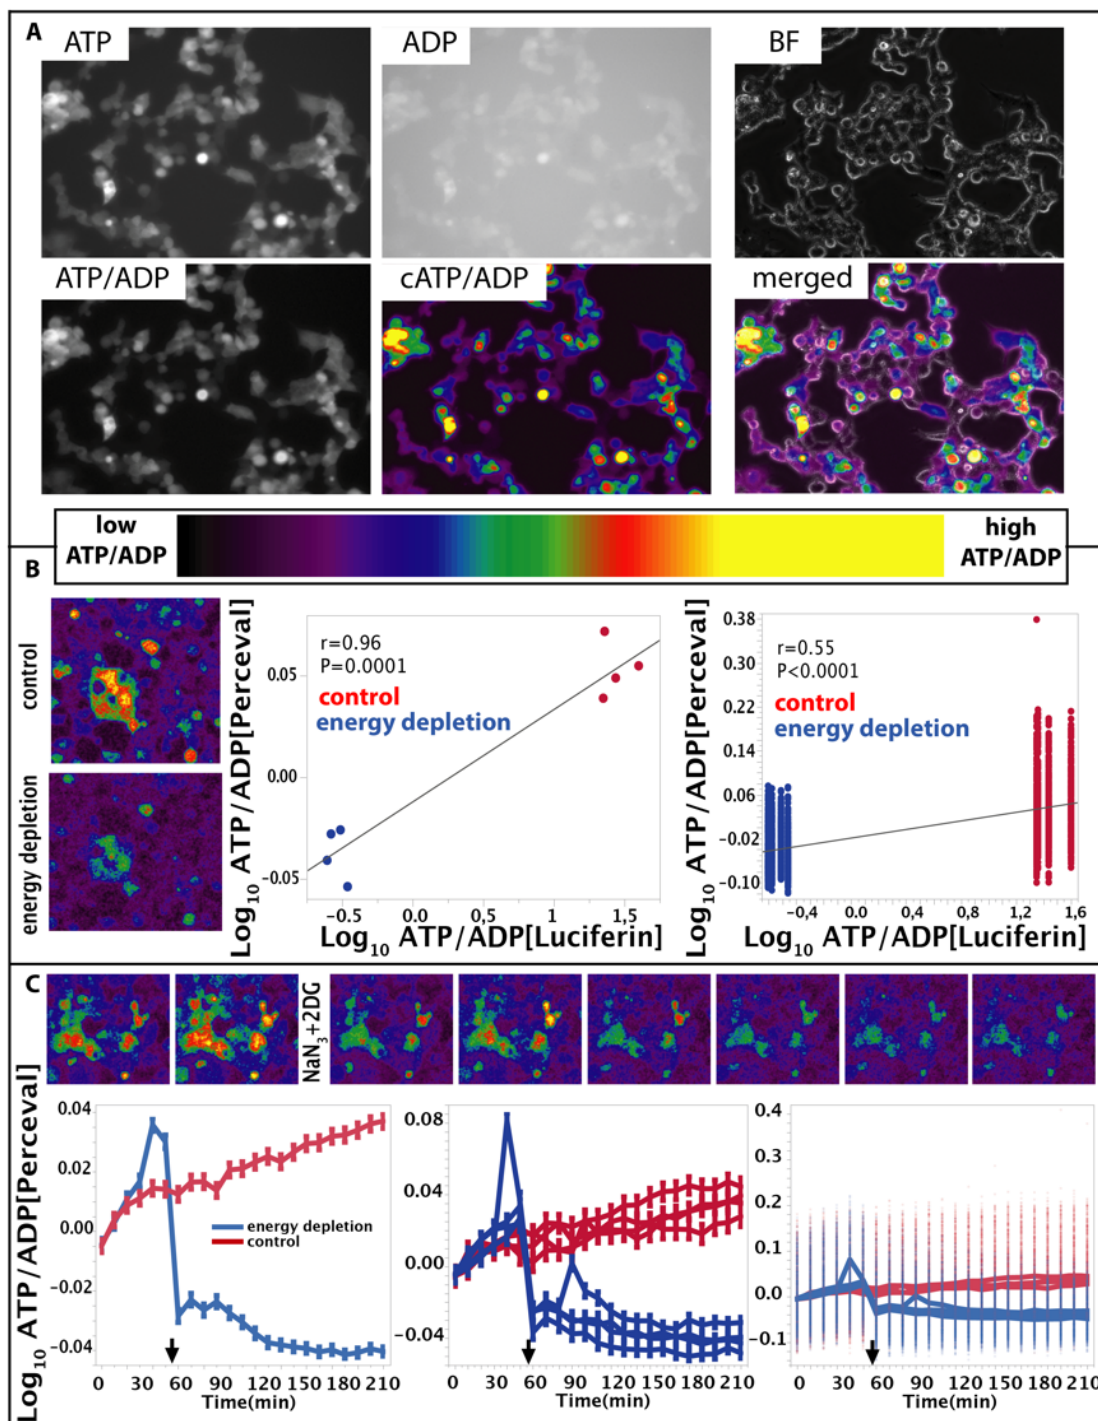 A
ATP
ADP
BF
ATP/ADP
cATP/ADP
merged
low
ATP/ADP
high
ATP/ADP
B
control
energy depletion
Log10 ATP/ADP[Perceval]
0.05
0.00
−0.05
r=0.96
P=0.0001
control
energy depletion
−0.5
0
0,5
1
1,5
Log10 ATP/ADP[Luciferin]
Log10 ATP/ADP[Perceval]
0.38
0.30
0.22
0.14
0.06
−0.02
−0.10
r=0.55
P<0.0001
control
energy depletion
−0,4
0.0
0,4
0.8
1,2
1,6
Log10 ATP/ADP[Luciferin]
C
NaN3+2DG
Log10 ATP/ADP[Perceval]
0.04
0.02
0.00
−0.02
−0.04
energy depletion
control
0 30 60 90 120 150 180 210
Time(min)
0.08
0.04
0.00
−0.04
0 30 60 90 120 150 180 210
Time(min)
0.4
0.3
0.2
0.1
0.0
−0.1
0 30 60 90 120 150 180 210
Time(min)